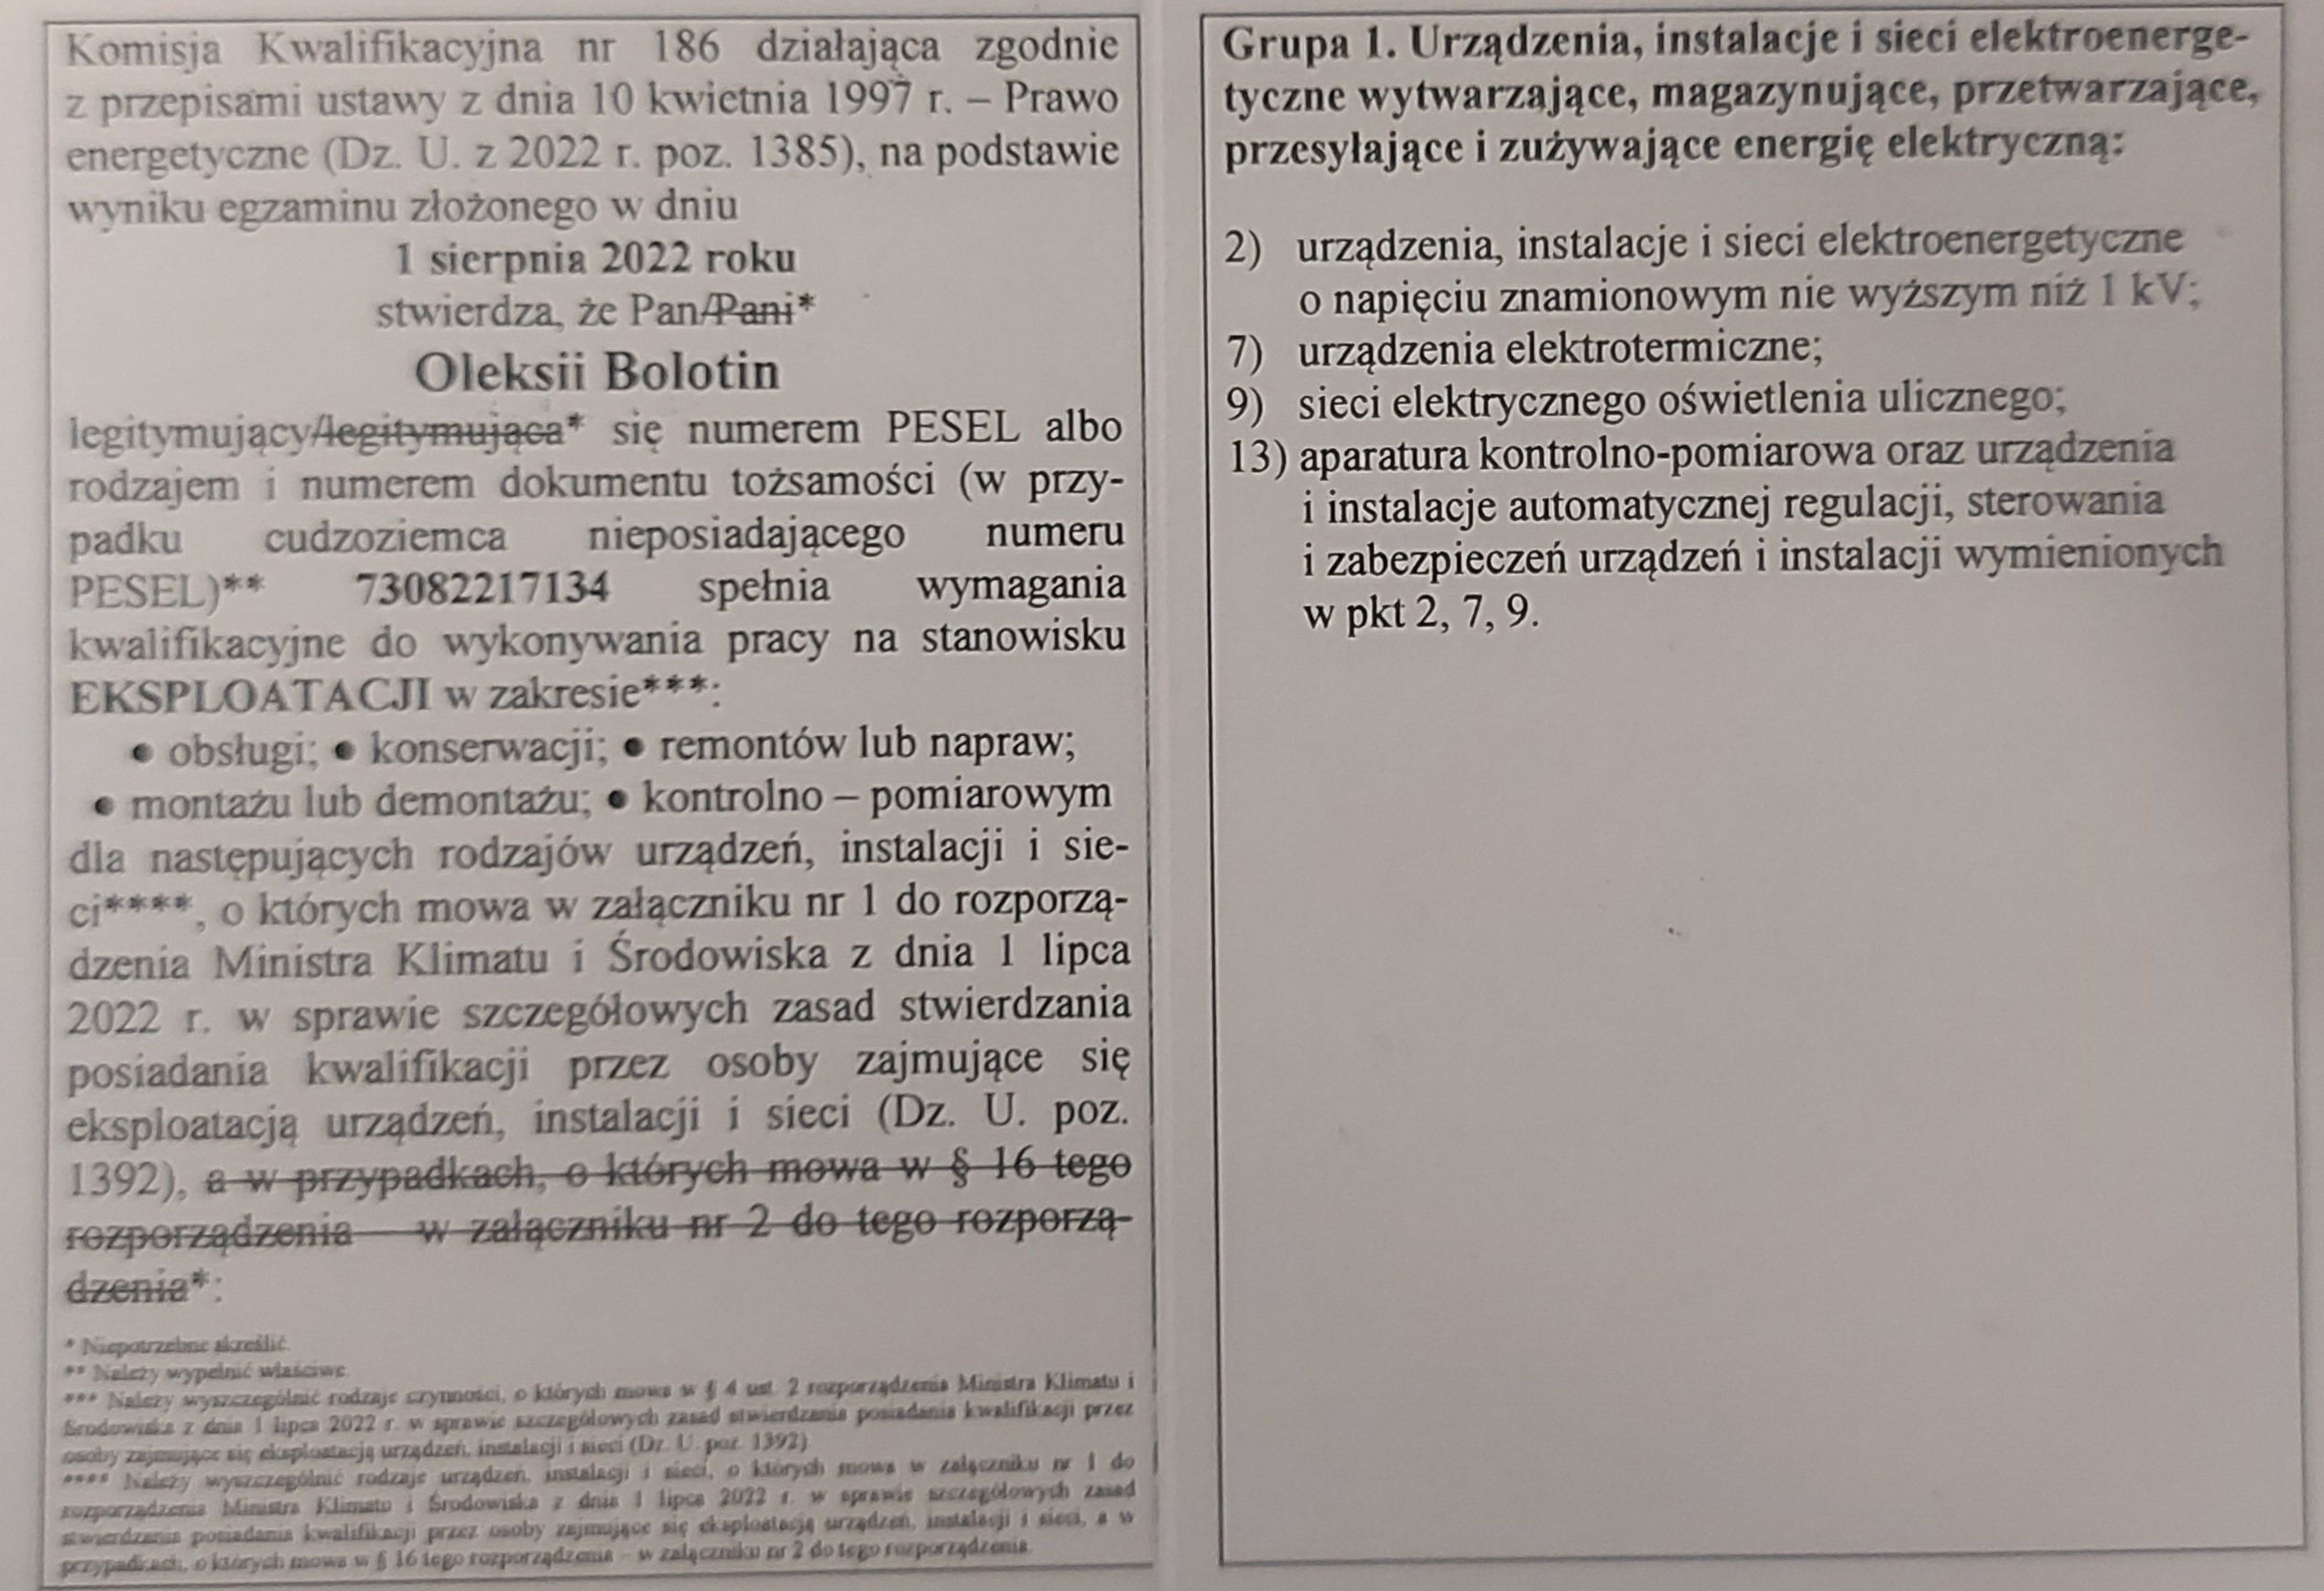 Komisja Kwalifikacyjna nr 186 działająca zgodnie
z przepisami ustawy z dnia 10 kwietnia 1997 r. – Prawo
energetyczne (Dz. U. z 2022 r. poz. 1385), na podstawie
wyniku egzaminu złożonego w dniu
1 sierpnia 2022 roku
stwierdza, że Pan/Pani*
Oleksii Bolotin
legitymujący/legitymująca* się numerem PESEL albo
rodzajem i numerem dokumentu tożsamości (w przy-
padku cudzoziemca nieposiadającego numeru
PESEL)** 73082217134 spełnia wymagania
kwalifikacyjne do wykonywania pracy na stanowisku
EKSPLOATACJI w zakresie***:
● obsługi; ● konserwacji; ● remontów lub napraw;
● montażu lub demontażu; ● kontrolno – pomiarowym
dla następujących rodzajów urządzeń, instalacji i sie-
ci****, o których mowa w załączniku nr 1 do rozporzą-
dzenia Ministra Klimatu i Środowiska z dnia 1 lipca
2022 r. w sprawie szczegółowych zasad stwierdzania
posiadania kwalifikacji przez osoby zajmujące się
eksploatacją urządzeń, instalacji i sieci (Dz. U. poz.
1392), a w przypadkach, o których mowa w § 16 tego
rozporządzenia – w załączniku nr 2 do tego rozporzą-
dzenia*:
* Niepotrzebne skreślić.
** Należy wypełnić właściwe.
*** Należy wyszczególnić rodzaje czynności, o których mowa w § 4 ust. 2 rozporządzenia Ministra Klimatu i
Środowiska z dnia 1 lipca 2022 r. w sprawie szczegółowych zasad stwierdzania posiadania kwalifikacji przez
osoby zajmujące się eksploatacją urządzeń, instalacji i sieci (Dz. U. poz. 1392)
**** Należy wyszczególnić rodzaje urządzeń, instalacji i sieci, o których mowa w załączniku nr 1 do
rozporządzenia Ministra Klimatu i Środowiska z dnia 1 lipca 2022 r. w sprawie szczegółowych zasad
stwierdzania posiadania kwalifikacji przez osoby zajmujące się eksploatacją urządzeń, instalacji i sieci, a w
przypadkach, o których mowa w § 16 tego rozporządzenia – w załączniku nr 2 do tego rozporządzenia.
Grupa 1. Urządzenia, instalacje i sieci elektroenerge-
tyczne wytwarzające, magazynujące, przetwarzające,
przesyłające i zużywające energię elektryczną:
2) urządzenia, instalacje i sieci elektroenergetyczne
o napięciu znamionowym nie wyższym niż 1 kV;
7) urządzenia elektrotermiczne;
9) sieci elektrycznego oświetlenia ulicznego;
13) aparatura kontrolno-pomiarowa oraz urządzenia
i instalacje automatycznej regulacji, sterowania
i zabezpieczeń urządzeń i instalacji wymienionych
w pkt 2, 7, 9.